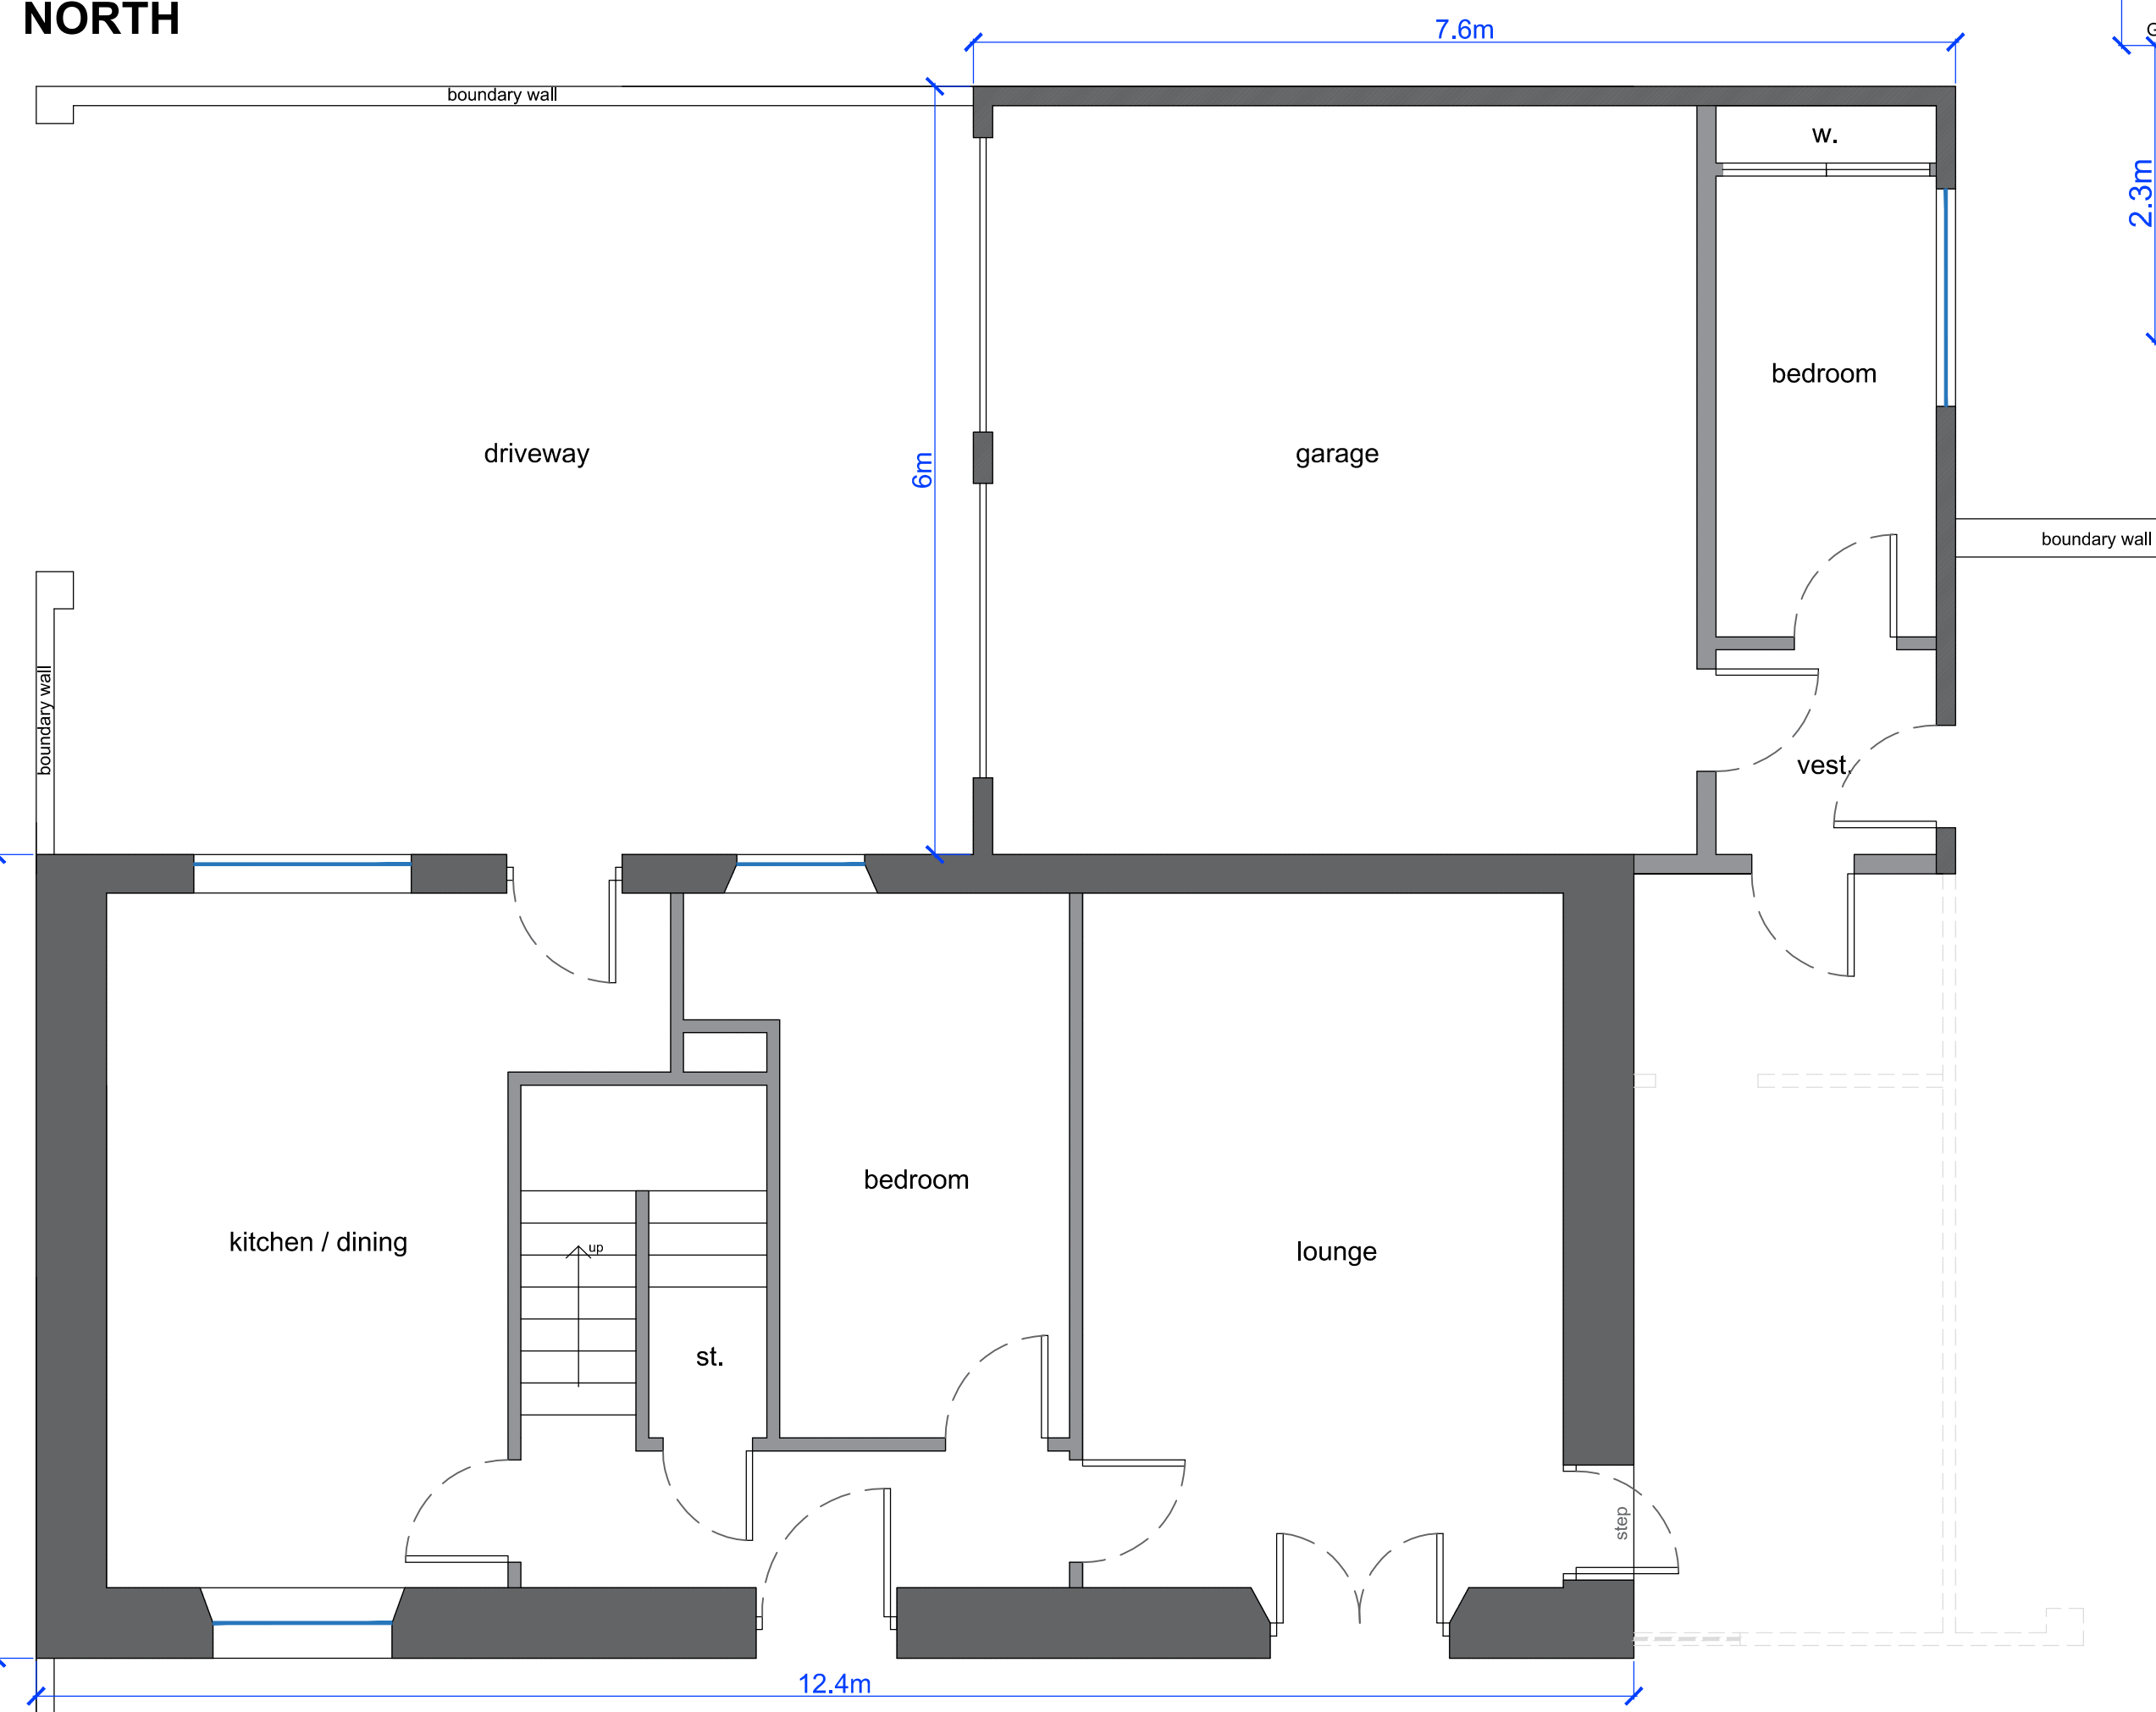 NORTH
7.6m
G
boundary wall
w.
2.3m
bedroom
driveway
6m
garage
boundary wall
boundary wall
vest.
bedroom
kitchen / dining
up
lounge
st.
step
12.4m